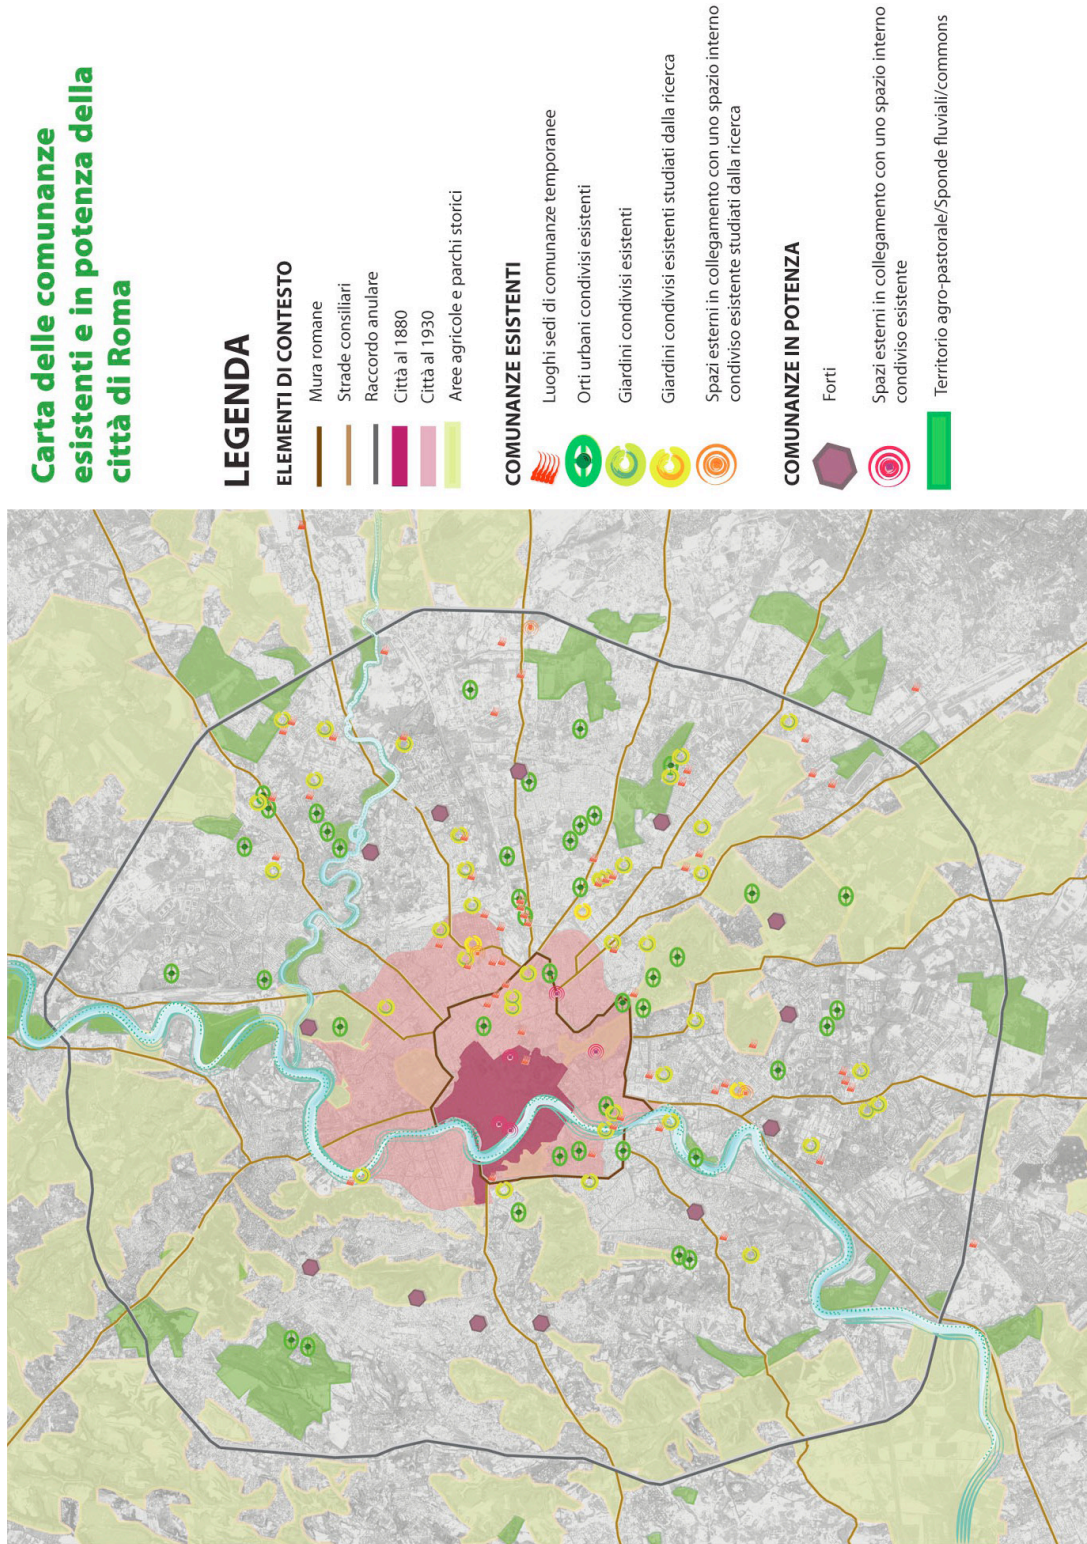 Carta delle comunanze
esistenti e in potenza della
città di Roma
LEGENDA
ELEMENTI DI CONTESTO
Mura romane
Strade consiliari
Raccordo anulare
Città al 1880
Città al 1930
Aree agricole e parchi storici
COMUNANZE ESISTENTI
Luoghi sedi di comunanze temporanee
Orti urbani condivisi esistenti
Giardini condivisi esistenti
Giardini condivisi esistenti studiati dalla ricerca
Spazi esterni in collegamento con uno spazio interno
condiviso esistente studiati dalla ricerca
COMUNANZE IN POTENZA
Forti
Spazi esterni in collegamento con uno spazio interno
condiviso esistente
Territorio agro-pastorale/Sponde fluviali/commons